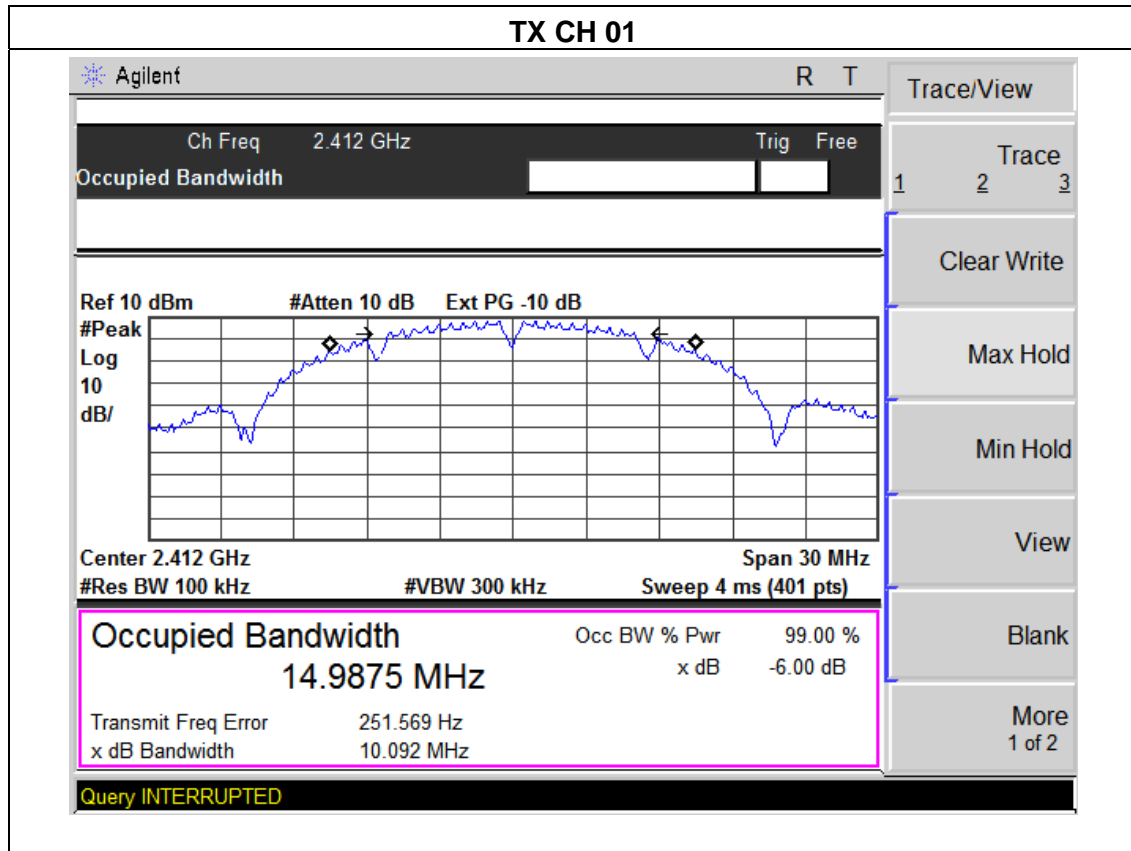 TX CH 01
Agilent R T
Ch Freq 2.412 GHz Trig Free
Occupied Bandwidth
Ref 10 dBm #Atten 10 dB Ext PG -10 dB
#Peak
Log
10
dB/
Center 2.412 GHz Span 30 MHz
#Res BW 100 kHz #VBW 300 kHz Sweep 4 ms (401 pts)
Occupied Bandwidth Occ BW % Pwr 99.00 %
14.9875 MHz x dB -6.00 dB
Transmit Freq Error 251.569 Hz
x dB Bandwidth 10.092 MHz
Query INTERRUPTED
Trace/View
Trace
1 2 3
Clear Write
Max Hold
Min Hold
View
Blank
More
1 of 2